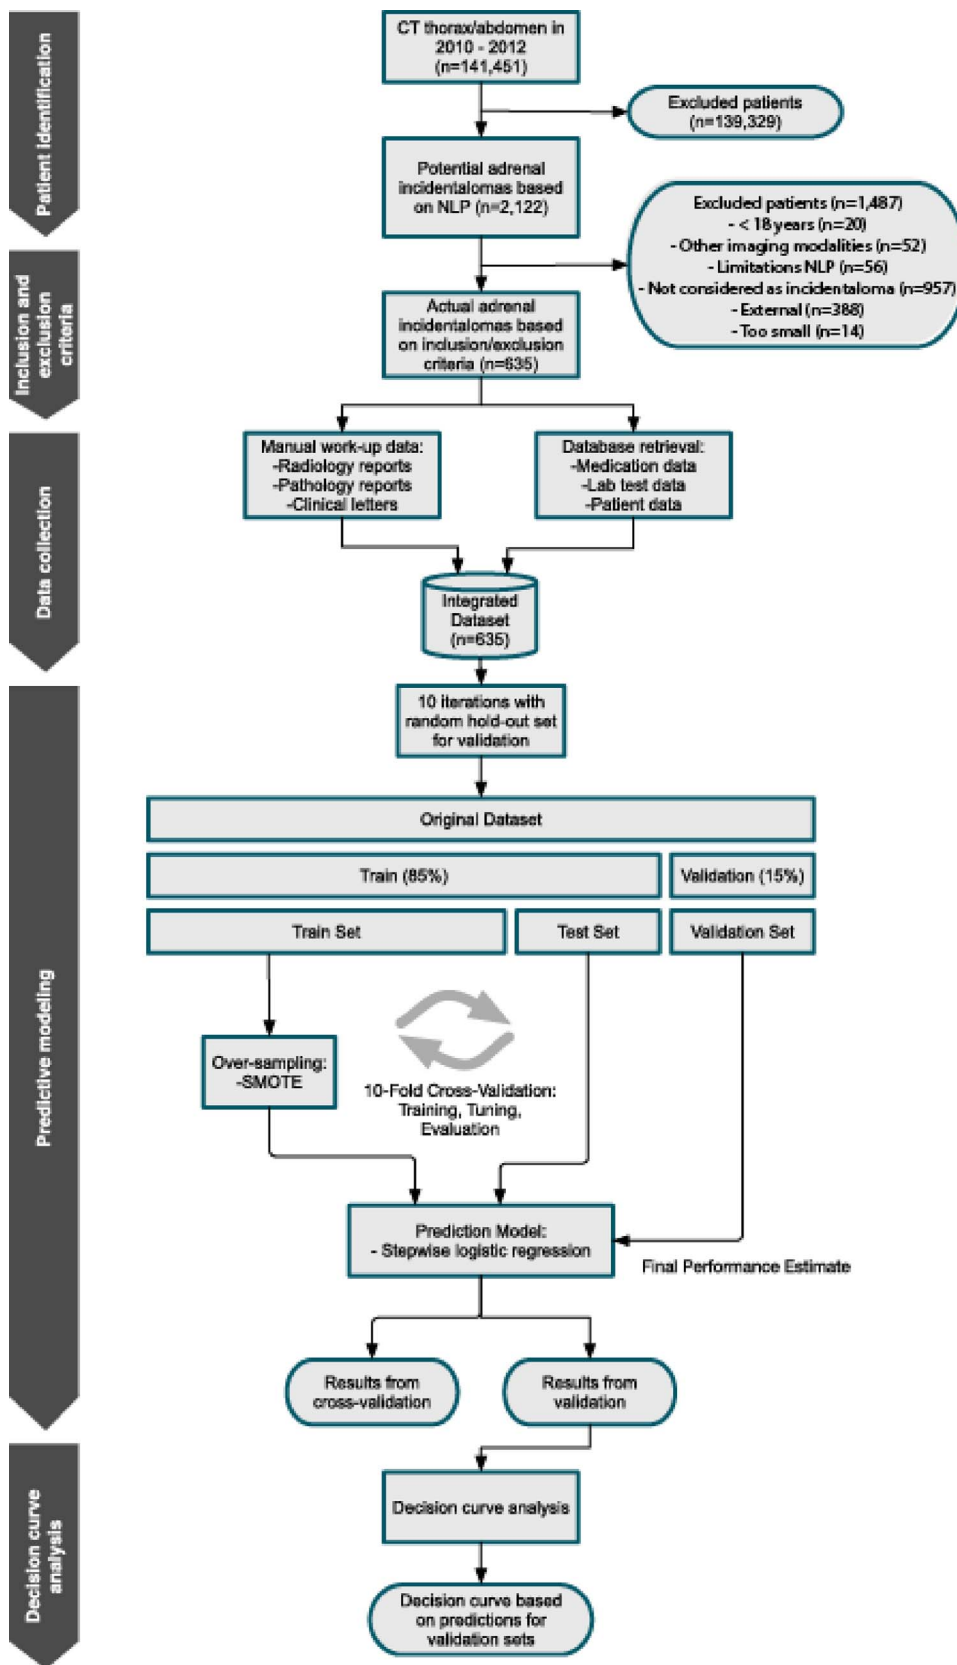 Patient identification
CT thorax/abdomen in
2010 - 2012
(n=141,451)
Excluded patients
(n=139,329)
Potential adrenal
incidentalomas based
on NLP (n=2,122)
Excluded patients (n=1,487)
- < 18 years (n=20)
- Other imaging modalities (n=52)
- Limitations NLP (n=56)
- Not considered as incidentaloma (n=957)
- External (n=388)
- Too small (n=14)
Inclusion and
exclusion
criteria
Actual adrenal
incidentalomas based
on inclusion/exclusion
criteria (n=635)
Data collection
Manual work-up data:
-Radiology reports
-Pathology reports
-Clinical letters
Database retrieval:
-Medication data
-Lab test data
-Patient data
Integrated
Dataset
(n=635)
Predictive modeling
10 iterations with
random hold-out set
for validation
Original Dataset
Train (85%)
Validation (15%)
Train Set
Test Set
Validation Set
Over-sampling:
-SMOTE
10-Fold Cross-Validation:
Training, Tuning,
Evaluation
Prediction Model:
- Stepwise logistic regression
Final Performance Estimate
Results from
cross-validation
Results from
validation
Decision curve
analysis
Decision curve analysis
Decision curve based
on predictions for
validation sets